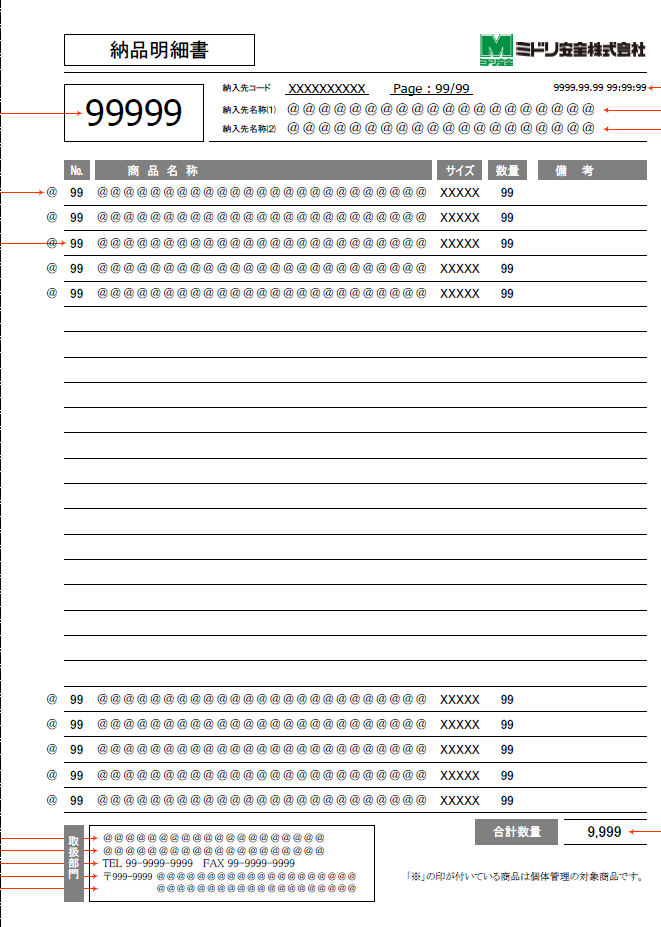 納品明細書
ミドリ安全
ミドリ安全株式会社
99999
納入先コード XXXXXXXXXX Page : 99/99 9999.99.99 99:99:99
納入先名称(1) @@@@@@@@@@@@@@@@@@@@
納入先名称(2) @@@@@@@@@@@@@@@@@@@@
No. 商品名称 サイズ 数量 備考
@ 99 @@@@@@@@@@@@@@@@@@@@@@@@@ XXXXX 99
@ 99 @@@@@@@@@@@@@@@@@@@@@@@@@ XXXXX 99
@ 99 @@@@@@@@@@@@@@@@@@@@@@@@@ XXXXX 99
@ 99 @@@@@@@@@@@@@@@@@@@@@@@@@ XXXXX 99
@ 99 @@@@@@@@@@@@@@@@@@@@@@@@@ XXXXX 99
@ 99 @@@@@@@@@@@@@@@@@@@@@@@@@ XXXXX 99
@ 99 @@@@@@@@@@@@@@@@@@@@@@@@@ XXXXX 99
@ 99 @@@@@@@@@@@@@@@@@@@@@@@@@ XXXXX 99
@ 99 @@@@@@@@@@@@@@@@@@@@@@@@@ XXXXX 99
@ 99 @@@@@@@@@@@@@@@@@@@@@@@@@ XXXXX 99
取扱部門
@@@@@@@@@@@@@@@@@@@@
@@@@@@@@@@@@@@@@@@@@
TEL 99-9999-9999 FAX 99-9999-9999
〒999-9999 @@@@@@@@@@@@@@@@@@@@
@@@@@@@@@@@@@@@@@@@@
合計数量 9,999
「※」の印が付いている商品は個体管理の対象商品です。